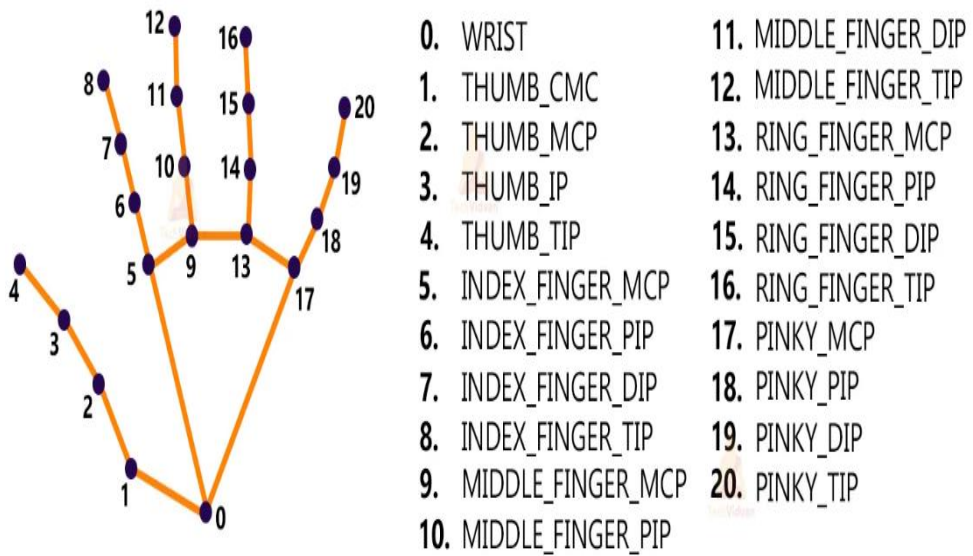 12
16
8
11
15
20
7
10
14
19
6
18
5
9
13
4
17
3
2
1
0
0. WRIST
1. THUMB_CMC
2. THUMB_MCP
3. THUMB_IP
4. THUMB_TIP
5. INDEX_FINGER_MCP
6. INDEX_FINGER_PIP
7. INDEX_FINGER_DIP
8. INDEX_FINGER_TIP
9. MIDDLE_FINGER_MCP
10. MIDDLE_FINGER_PIP
11. MIDDLE_FINGER_DIP
12. MIDDLE_FINGER_TIP
13. RING_FINGER_MCP
14. RING_FINGER_PIP
15. RING_FINGER_DIP
16. RING_FINGER_TIP
17. PINKY_MCP
18. PINKY_PIP
19. PINKY_DIP
20. PINKY_TIP